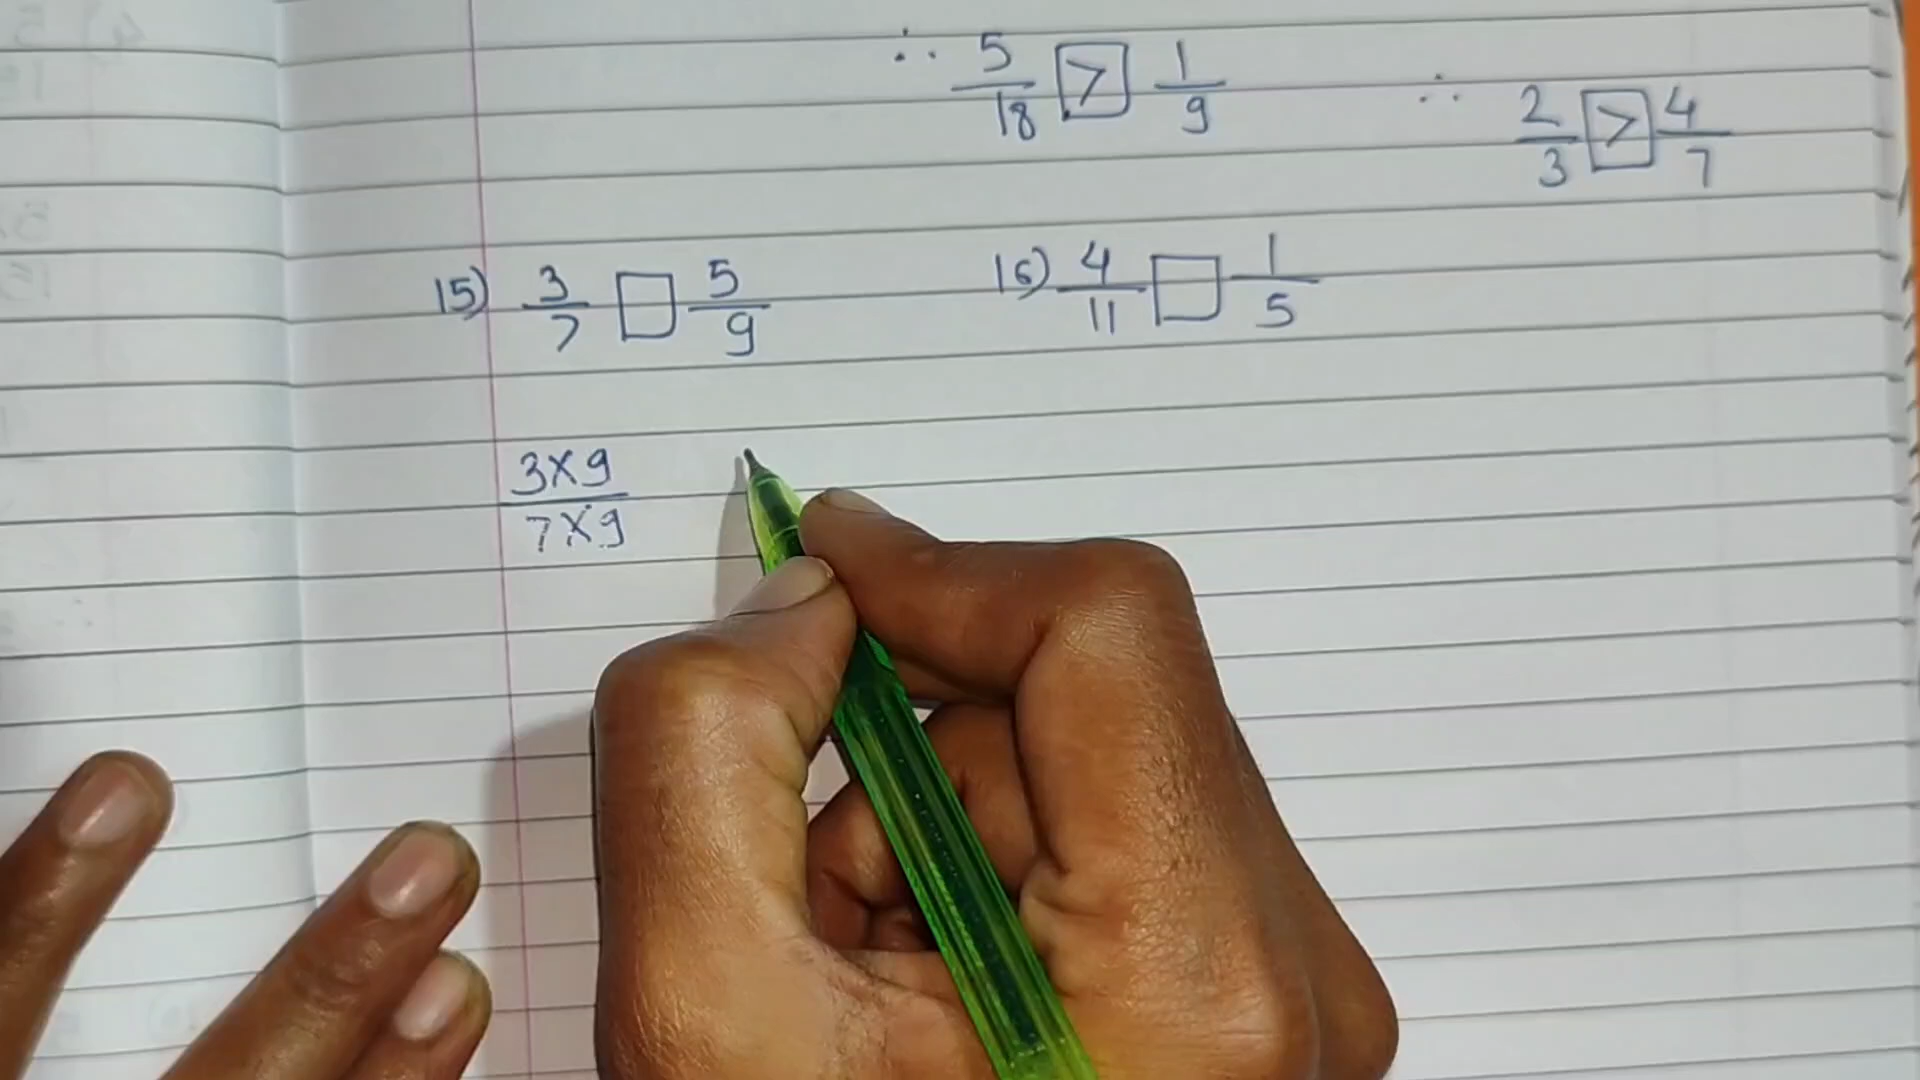 ∴ 5/18 [>] 1/9
∴ 2/3 [>] 4/7
15) 3/7 □ 5/9
16) 4/11 □ 1/5
3×9/7×9